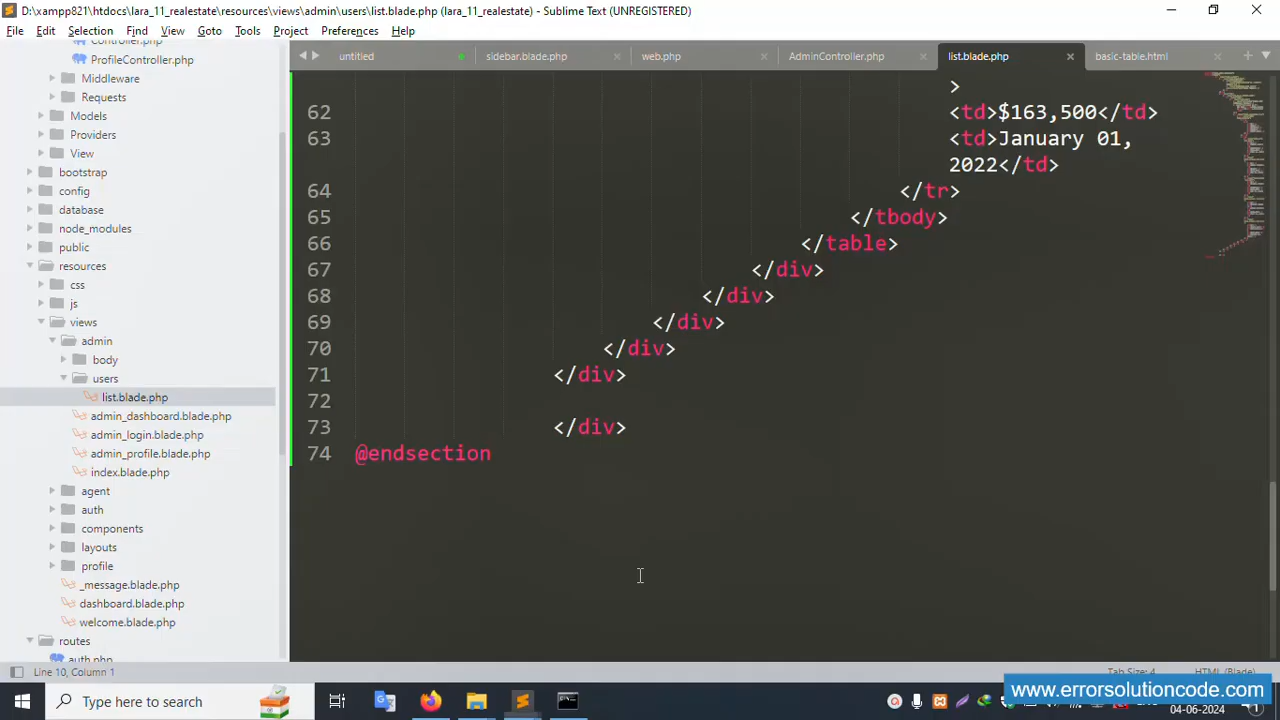 D:\xampp821\htdocs\lara_11_realestate\resources\views\admin\users\list.blade.php (lara_11_realestate) - Sublime Text (UNREGISTERED)
File Edit Selection Find View Goto Tools Project Preferences Help
untitled sidebar.blade.php web.php AdminController.php list.blade.php basic-table.html
Controller.php
ProfileController.php
Middleware
Requests
Models
Providers
View
bootstrap
config
database
node_modules
public
resources
css
js
views
admin
body
users
list.blade.php
admin_dashboard.blade.php
admin_login.blade.php
admin_profile.blade.php
index.blade.php
agent
auth
components
layouts
profile
_message.blade.php
dashboard.blade.php
welcome.blade.php
routes
auth.php
>
62 <td>$163,500</td>
63 <td>January 01,
2022</td>
64 </tr>
65 </tbody>
66 </table>
67 </div>
68 </div>
69 </div>
70 </div>
71 </div>
72
73 </div>
74 @endsection
Line 10, Column 1
Tab Size: 4 HTML (Blade)
Type here to search
www.errorsolutioncode.com
04-06-2024